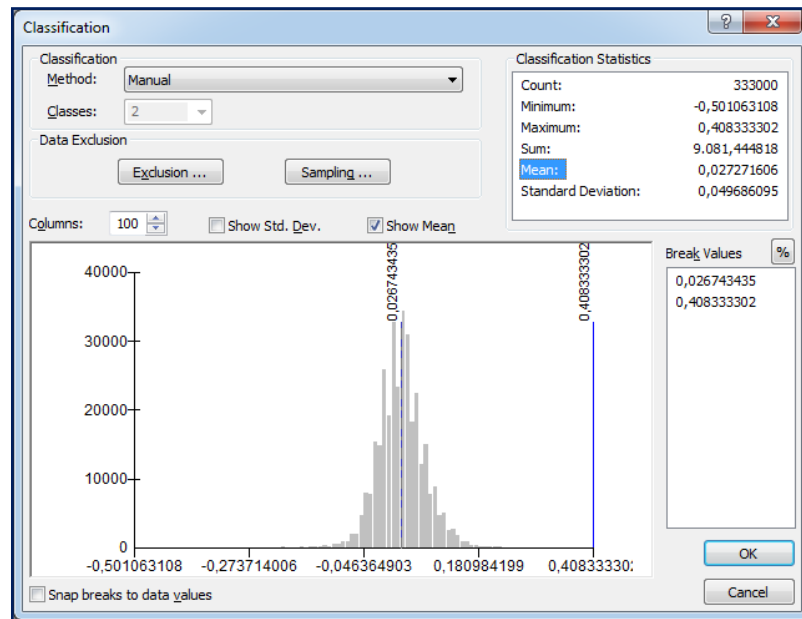 Classification
Classification
Method: Manual
Classes: 2
Data Exclusion
Exclusion ... Sampling ...
Classification Statistics
Count: 333000
Minimum: -0,501063108
Maximum: 0,408333302
Sum: 9.081,444818
Mean: 0,027271606
Standard Deviation: 0,049686095
Columns: 100 Show Std. Dev. Show Mean
Break Values %
0,026743435
0,408333302
0,026743435
0,408333302
40000
30000
20000
10000
0
-0,501063108 -0,273714006 -0,046364903 0,180984199 0,408333302
Snap breaks to data values
OK
Cancel